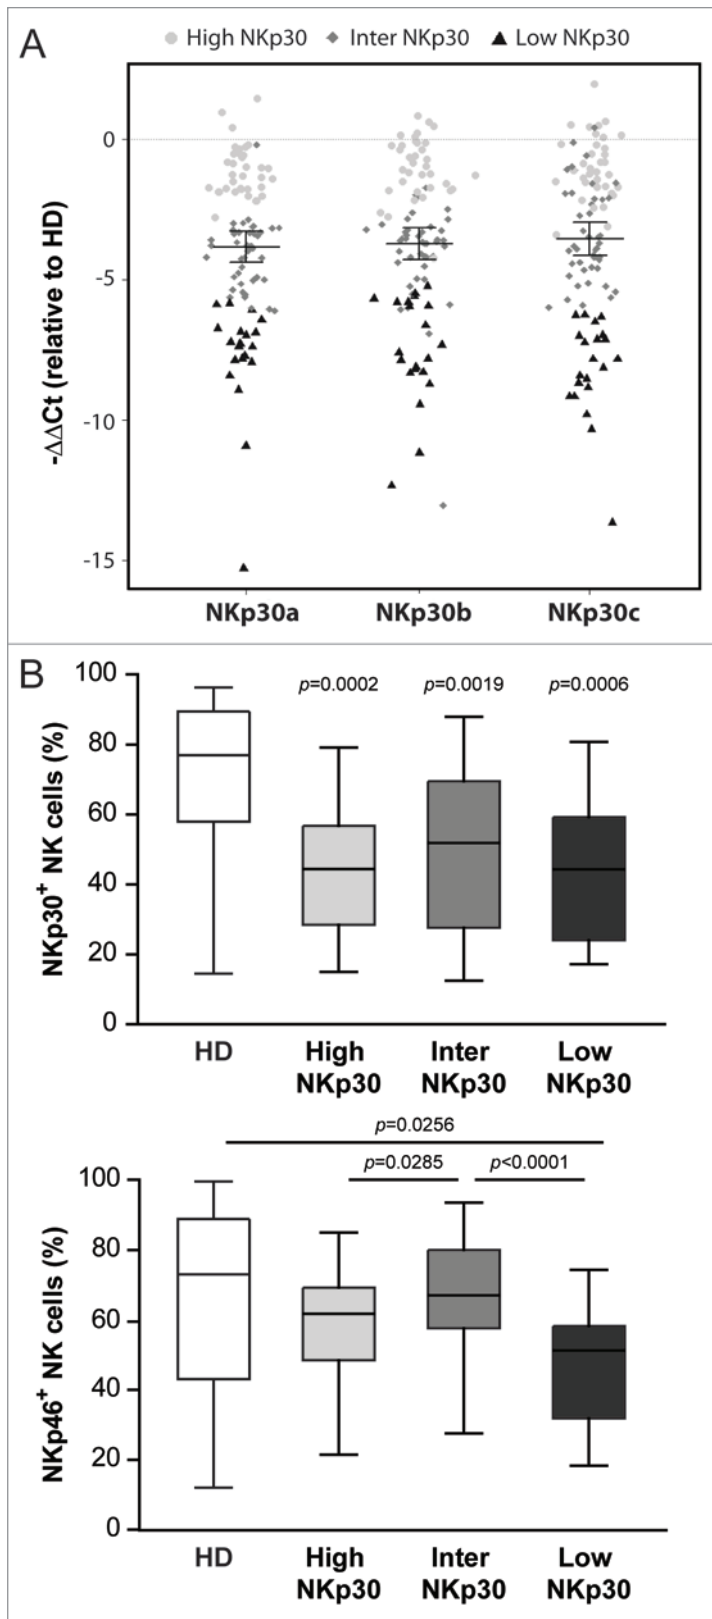 A
High NKp30 Inter NKp30 Low NKp30
-ΔΔCt (relative to HD)
0
-5
-10
-15
NKp30a NKp30b NKp30c
B
NKp30+ NK cells (%)
100
80
60
40
20
0
p=0.0002 p=0.0019 p=0.0006
HD High Inter Low
NKp30 NKp30 NKp30
p=0.0256
p=0.0285 p<0.0001
NKp46+ NK cells (%)
100
80
60
40
20
0
HD High Inter Low
NKp30 NKp30 NKp30